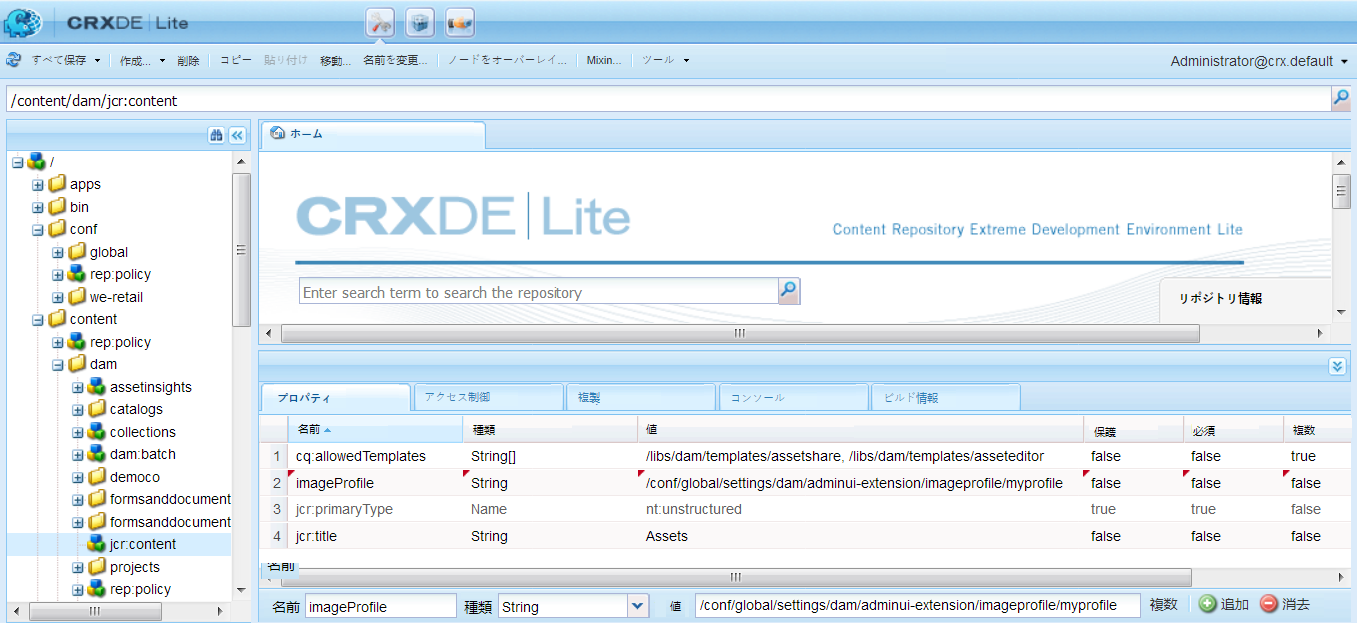 CRXDE | Lite
すべて保存 作成... 削除 コピー 貼り付け 移動... 名前を変更... ノードをオーバーレイ... Mixin... ツール Administrator@crx.default
/content/dam/jcr:content
/
apps
bin
conf
global
rep:policy
we-retail
content
rep:policy
dam
assetinsights
catalogs
collections
dam:batch
democo
formsanddocument
formsanddocument
jcr:content
projects
rep:policy
ホーム
CRXDE | Lite
Content Repository Extreme Development Environment Lite
Enter search term to search the repository
リポジトリ情報
プロパティ アクセス制御 複製 コンソール ビルド情報
名前 種類 値 保護 必須 複数
1 cq:allowedTemplates String[] /libs/dam/templates/assetshare, /libs/dam/templates/asseteditor false false true
2 imageProfile String /conf/global/settings/dam/adminui-extension/imageprofile/myprofile false false false
3 jcr:primaryType Name nt:unstructured true true false
4 jcr:title String Assets false false false
名前
名前 imageProfile 種類 String 値 /conf/global/settings/dam/adminui-extension/imageprofile/myprofile 複数 追加 消去